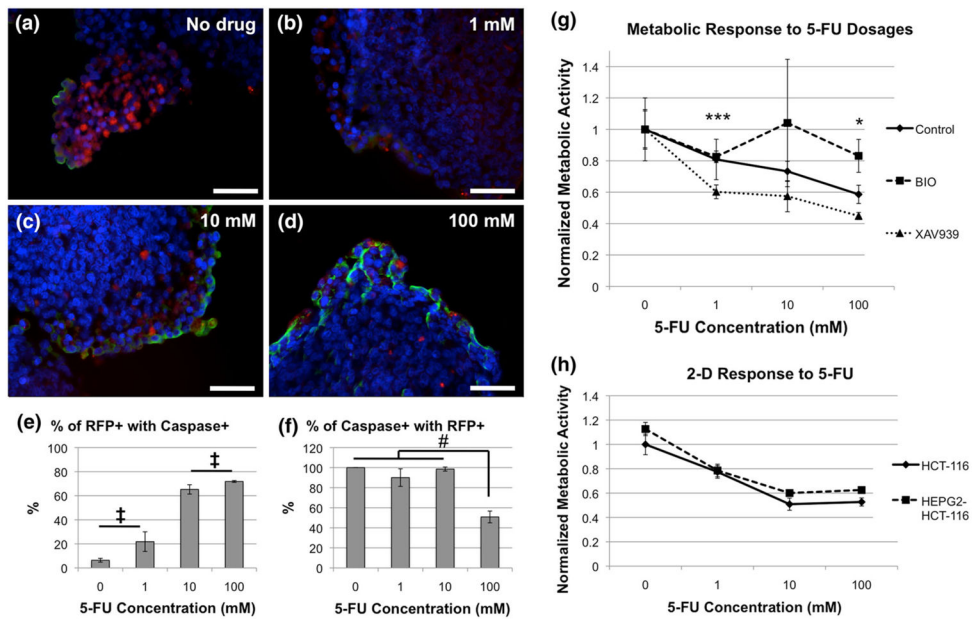 (a) No drug
(b) 1 mM
(c) 10 mM
(d) 100 mM
(e) % of RFP+ with Caspase+
100
80
60
40
20
0
%
‡
‡
0 1 10 100
5-FU Concentration (mM)
(f) % of Caspase+ with RFP+
#
120
100
80
60
40
20
0
%
0 1 10 100
5-FU Concentration (mM)
(g) Metabolic Response to 5-FU Dosages
Normalized Metabolic Activity
1.4
1.2
1
0.8
0.6
0.4
0.2
0
***
*
0 1 10 100
5-FU Concentration (mM)
Control
BIO
XAV939
(h) 2-D Response to 5-FU
Normalized Metabolic Activity
1.4
1.2
1
0.8
0.6
0.4
0.2
0
0 1 10 100
5-FU Concentration (mM)
HCT-116
HEPG2-
HCT-116